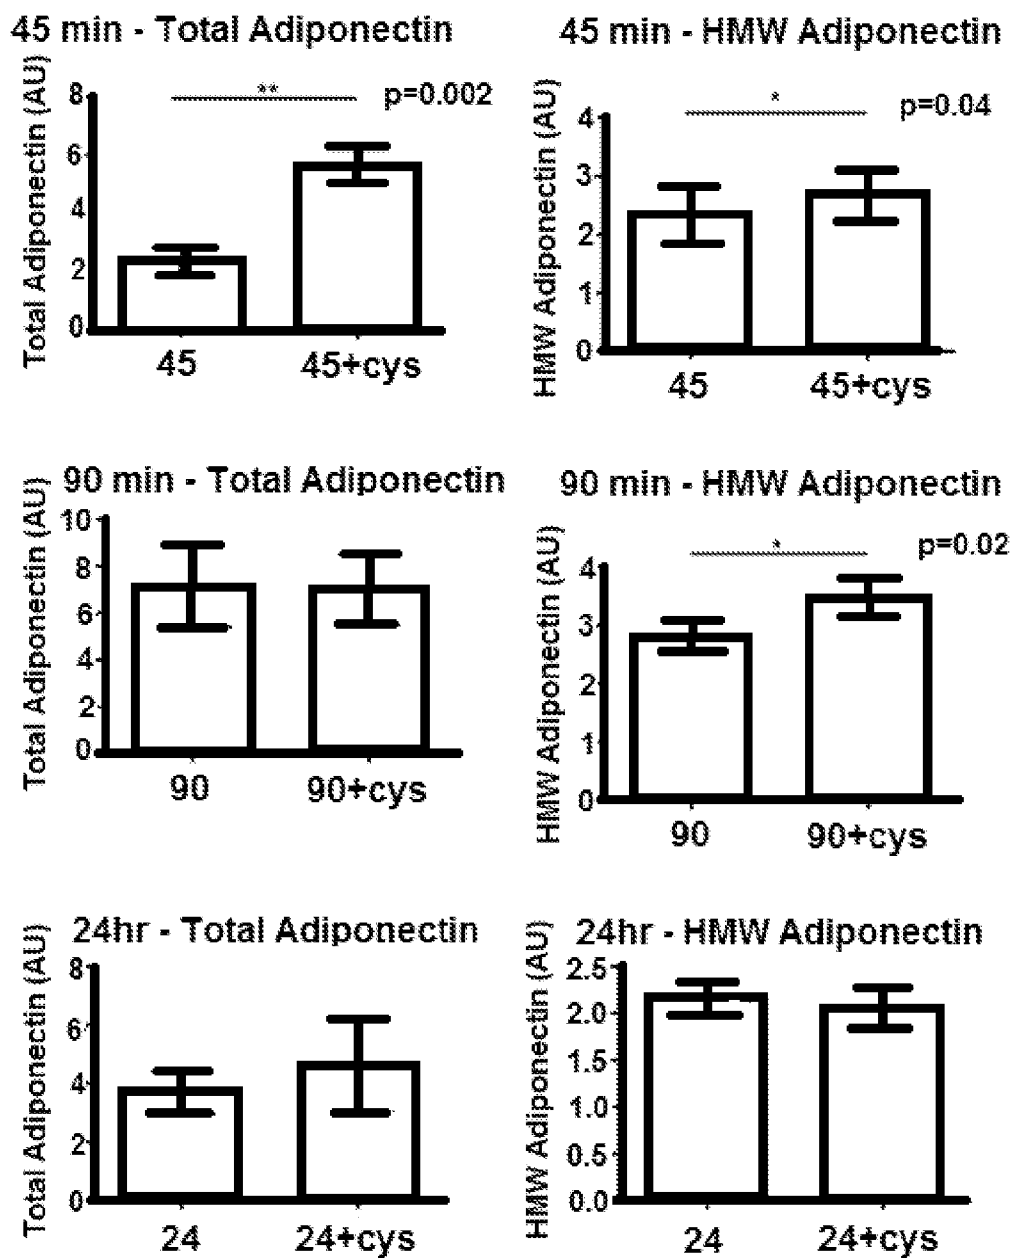 45 min - Total Adiponectin
Total Adiponectin (AU)
8
6
4
2
0
**
p=0.002
45
45+cys
45 min - HMW Adiponectin
HMW Adiponectin (AU)
4
3
2
1
0
*
p=0.04
45
45+cys
90 min - Total Adiponectin
Total Adiponectin (AU)
10
8
6
4
2
0
90
90+cys
90 min - HMW Adiponectin
HMW Adiponectin (AU)
4
3
2
1
0
*
p=0.02
90
90+cys
24hr - Total Adiponectin
Total Adiponectin (AU)
8
6
4
2
0
24
24+cys
24hr - HMW Adiponectin
HMW Adiponectin (AU)
2.5
2.0
1.5
1.0
0.5
0.0
24
24+cys